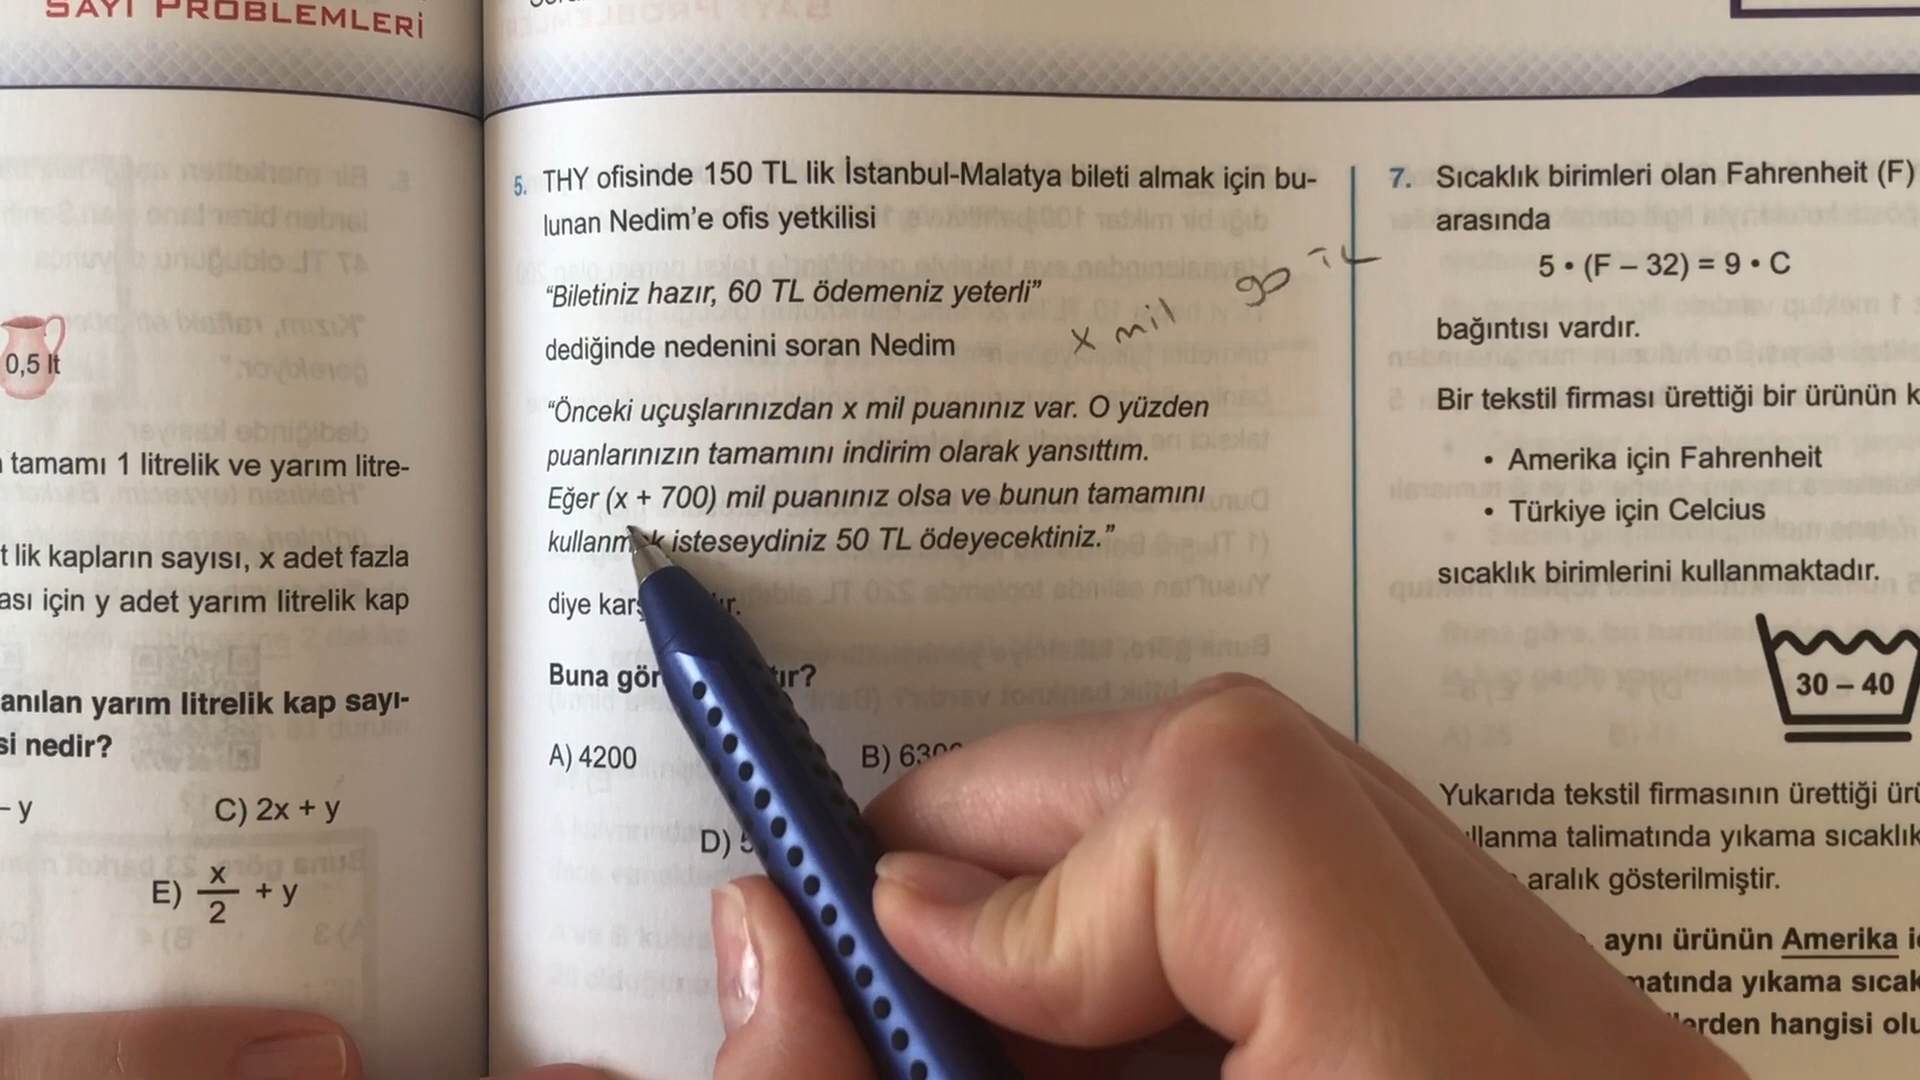 SAYI PROBLEMLERİ
0,5 lt
tamamı 1 litrelik ve yarım litre-
t lik kapların sayısı, x adet fazla
ası için y adet yarım litrelik kap
anılan yarım litrelik kap sayı-
si nedir?
– y
C) 2x + y
E) x/2 + y
5. THY ofisinde 150 TL lik İstanbul-Malatya bileti almak için bu-
lunan Nedim’e ofis yetkilisi
“Biletiniz hazır, 60 TL ödemeniz yeterli”
dediğinde nedenini soran Nedim
x mil 90 TL
“Önceki uçuşlarınızdan x mil puanınız var. O yüzden
puanlarınızın tamamını indirim olarak yansıttım.
Eğer (x + 700) mil puanınız olsa ve bunun tamamını
kullanm k isteseydiniz 50 TL ödeyecektiniz.”
diye kar r.
Buna gör ır?
A) 4200
B) 630
D) 5
7. Sıcaklık birimleri olan Fahrenheit (F)
arasında
5 • (F – 32) = 9 • C
bağıntısı vardır.
Bir tekstil firması ürettiği bir ürünün k
• Amerika için Fahrenheit
• Türkiye için Celcius
sıcaklık birimlerini kullanmaktadır.
30 – 40
Yukarıda tekstil firmasının ürettiği ürü
llanma talimatında yıkama sıcaklık
aralık gösterilmiştir.
aynı ürünün Amerika i
matında yıkama sıcak
lerden hangisi olu